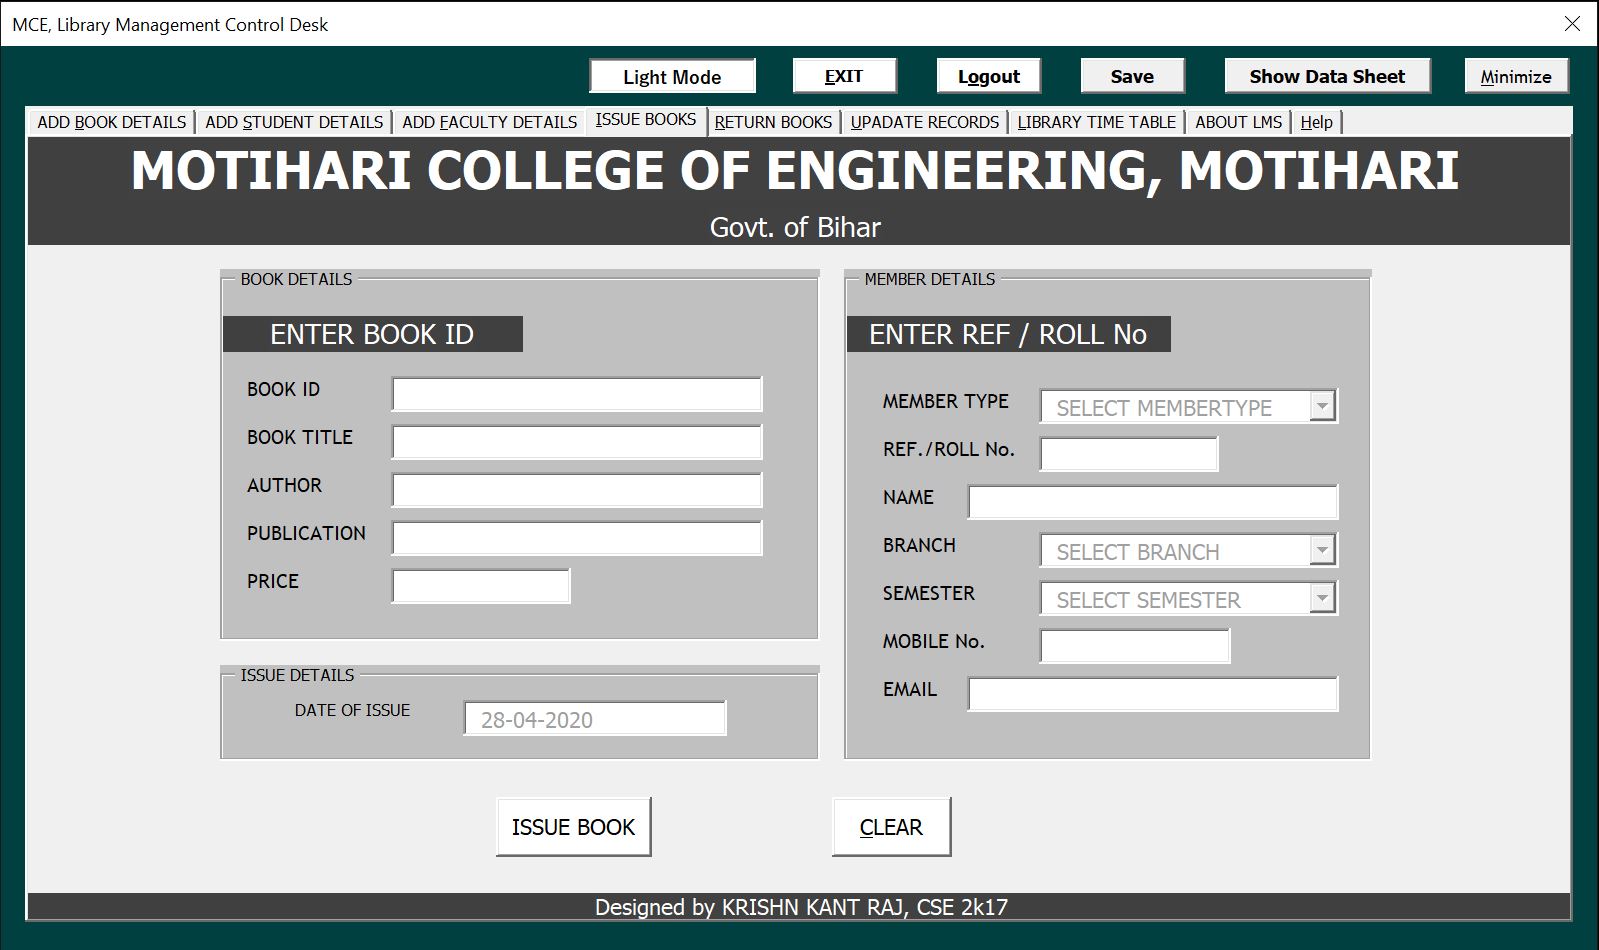 MCE, Library Management Control Desk
Light Mode EXIT Logout Save Show Data Sheet Minimize
ADD BOOK DETAILS ADD STUDENT DETAILS ADD FACULTY DETAILS ISSUE BOOKS RETURN BOOKS UPADATE RECORDS LIBRARY TIME TABLE ABOUT LMS Help
MOTIHARI COLLEGE OF ENGINEERING, MOTIHARI
Govt. of Bihar
BOOK DETAILS
ENTER BOOK ID
BOOK ID
BOOK TITLE
AUTHOR
PUBLICATION
PRICE
ISSUE DETAILS
DATE OF ISSUE 28-04-2020
MEMBER DETAILS
ENTER REF / ROLL No
MEMBER TYPE SELECT MEMBERTYPE
REF./ROLL No.
NAME
BRANCH SELECT BRANCH
SEMESTER SELECT SEMESTER
MOBILE No.
EMAIL
ISSUE BOOK CLEAR
Designed by KRISHN KANT RAJ, CSE 2k17